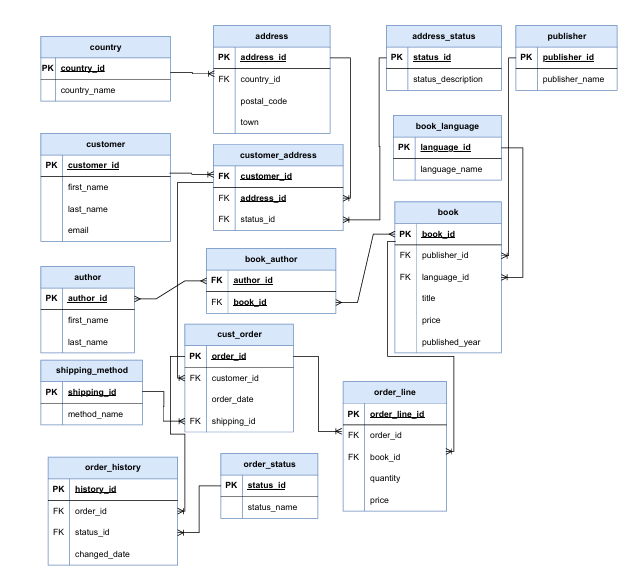 country
PK country_id
country_name
address
PK address_id
FK country_id
postal_code
town
address_status
PK status_id
status_description
publisher
PK publisher_id
publisher_name
customer
PK customer_id
first_name
last_name
email
customer_address
FK customer_id
FK address_id
FK status_id
book_language
PK language_id
language_name
book
PK book_id
FK publisher_id
FK language_id
title
price
published_year
author
PK author_id
first_name
last_name
book_author
FK author_id
FK book_id
shipping_method
PK shipping_id
method_name
cust_order
PK order_id
FK customer_id
order_date
FK shipping_id
order_line
PK order_line_id
FK order_id
FK book_id
quantity
price
order_history
PK history_id
FK order_id
FK status_id
changed_date
order_status
PK status_id
status_name